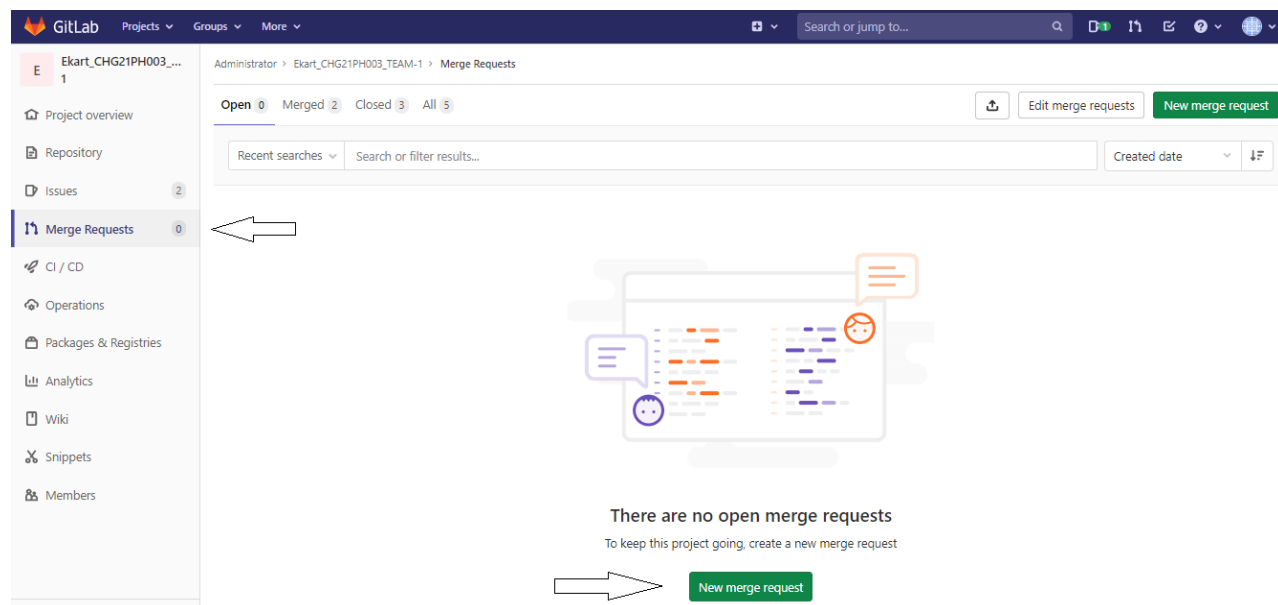 GitLab Projects Groups More Search or jump to... 1
E Ekart_CHG21PH003_...
1
Administrator > Ekart_CHG21PH003_TEAM-1 > Merge Requests
Open 0 Merged 2 Closed 3 All 5 Edit merge requests New merge request
Recent searches Search or filter results... Created date
Project overview
Repository
Issues 2
Merge Requests 0
CI / CD
Operations
Packages & Registries
Analytics
Wiki
Snippets
Members
There are no open merge requests
To keep this project going, create a new merge request
New merge request